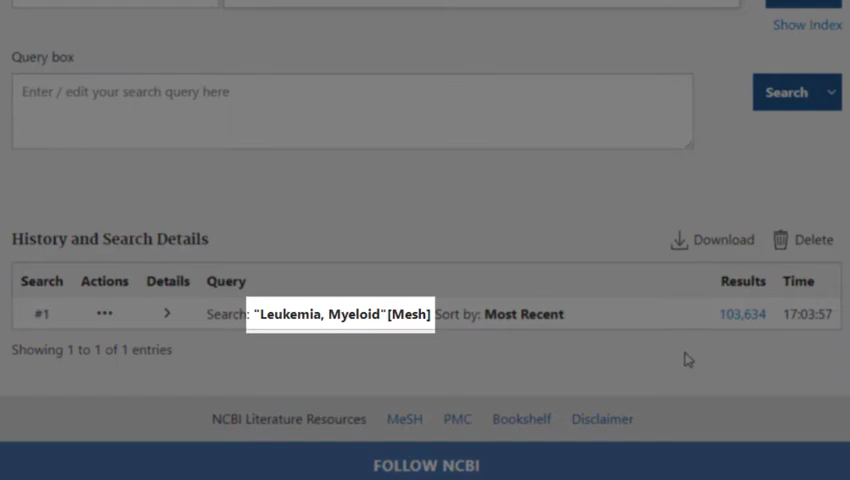 Show Index
Query box
Enter / edit your search query here
Search
History and Search Details
Download
Delete
Search Actions Details Query Results Time
#1 ... > Search: "Leukemia, Myeloid"[Mesh] Sort by: Most Recent 103,634 17:03:57
Showing 1 to 1 of 1 entries
NCBI Literature Resources MeSH PMC Bookshelf Disclaimer
FOLLOW NCBI